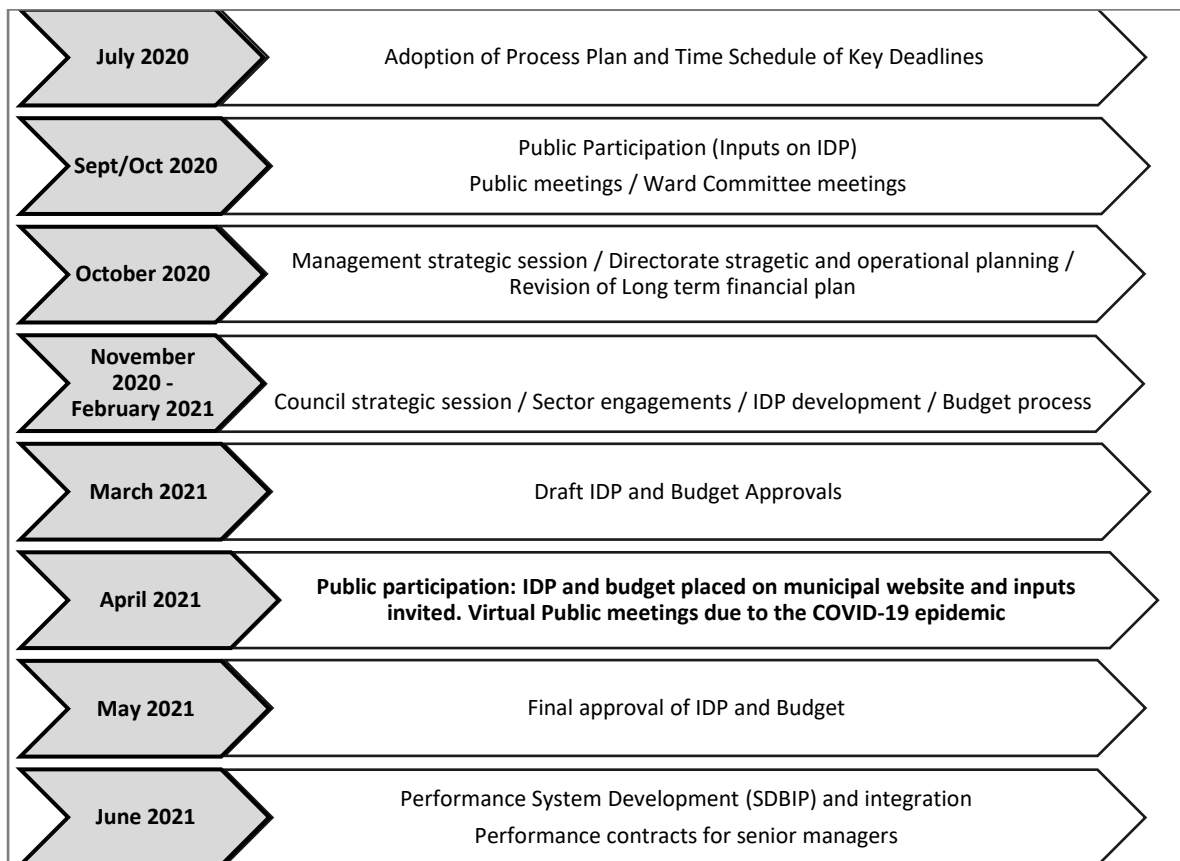 July 2020
Adoption of Process Plan and Time Schedule of Key Deadlines
Sept/Oct 2020
Public Participation (Inputs on IDP)
Public meetings / Ward Committee meetings
October 2020
Management strategic session / Directorate stragetic and operational planning /
Revision of Long term financial plan
November
2020 -
February 2021
Council strategic session / Sector engagements / IDP development / Budget process
March 2021
Draft IDP and Budget Approvals
April 2021
Public participation: IDP and budget placed on municipal website and inputs
invited. Virtual Public meetings due to the COVID-19 epidemic
May 2021
Final approval of IDP and Budget
June 2021
Performance System Development (SDBIP) and integration
Performance contracts for senior managers